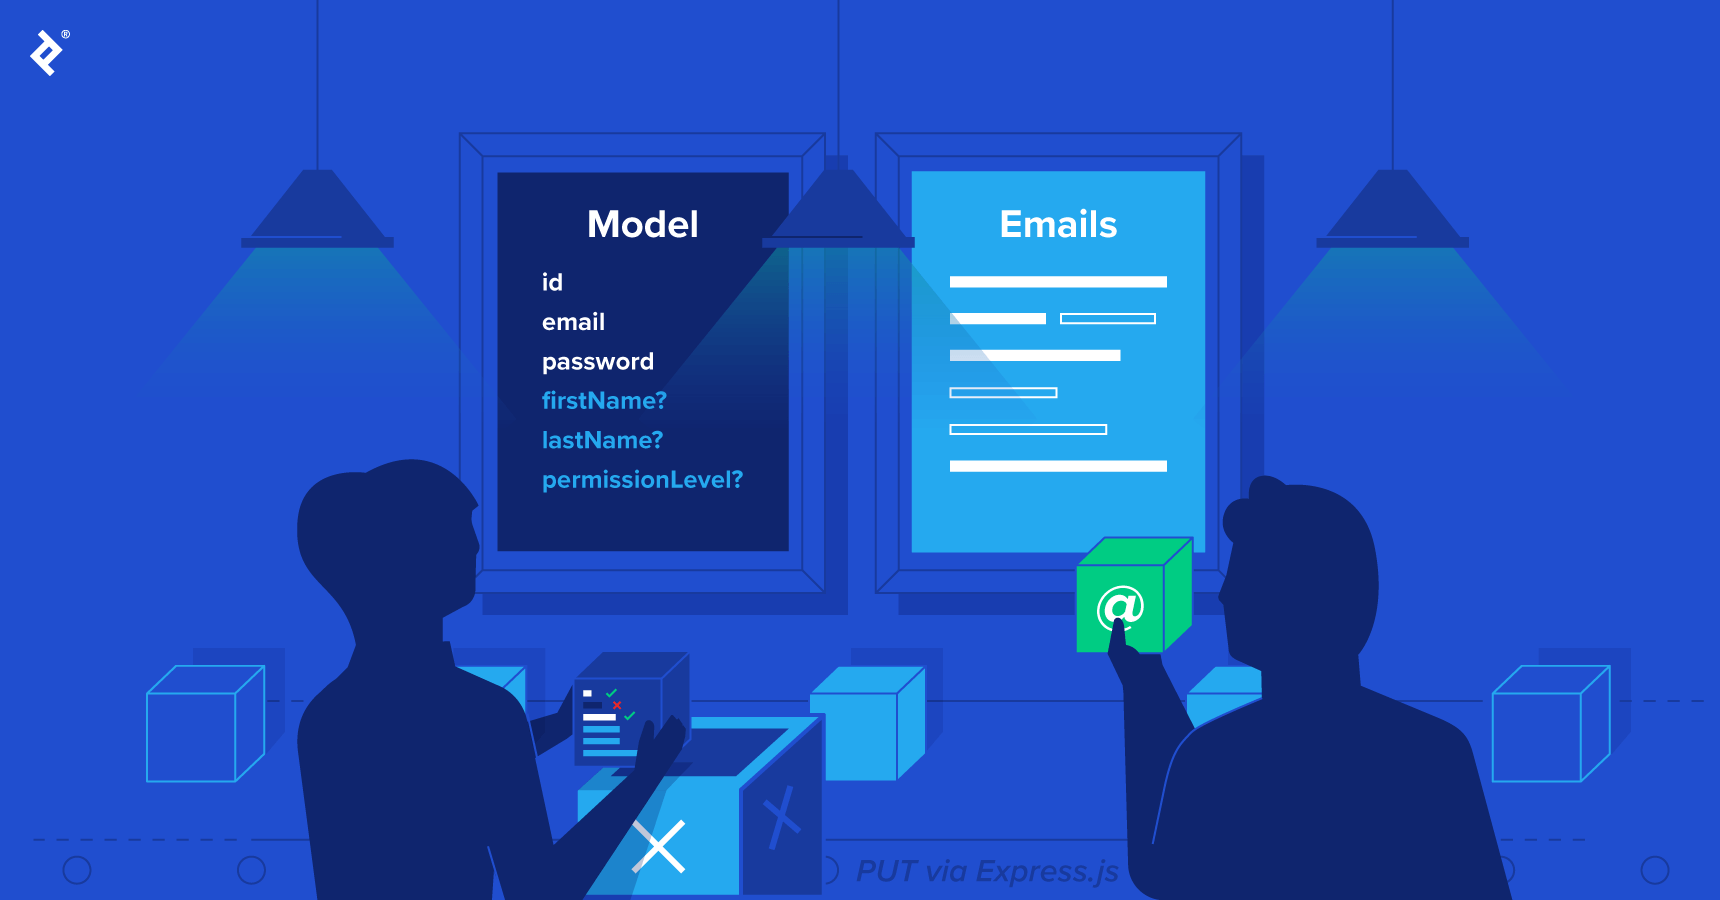 ®
Model
id
email
password
firstName?
lastName?
permissionLevel?
Emails
@
PUT via Express.js